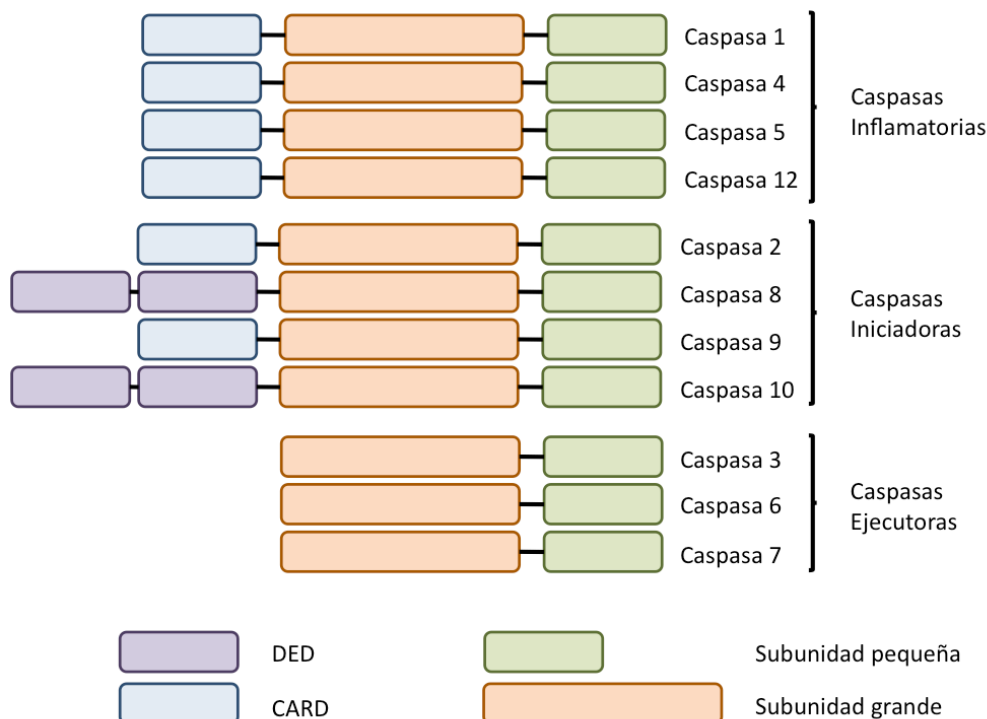 Caspasa 1
Caspasa 4
Caspasa 5
Caspasa 12
Caspasas
Inflamatorias
Caspasa 2
Caspasa 8
Caspasa 9
Caspasa 10
Caspasas
Iniciadoras
Caspasa 3
Caspasa 6
Caspasa 7
Caspasas
Ejecutoras
DED
Subunidad pequeña
CARD
Subunidad grande